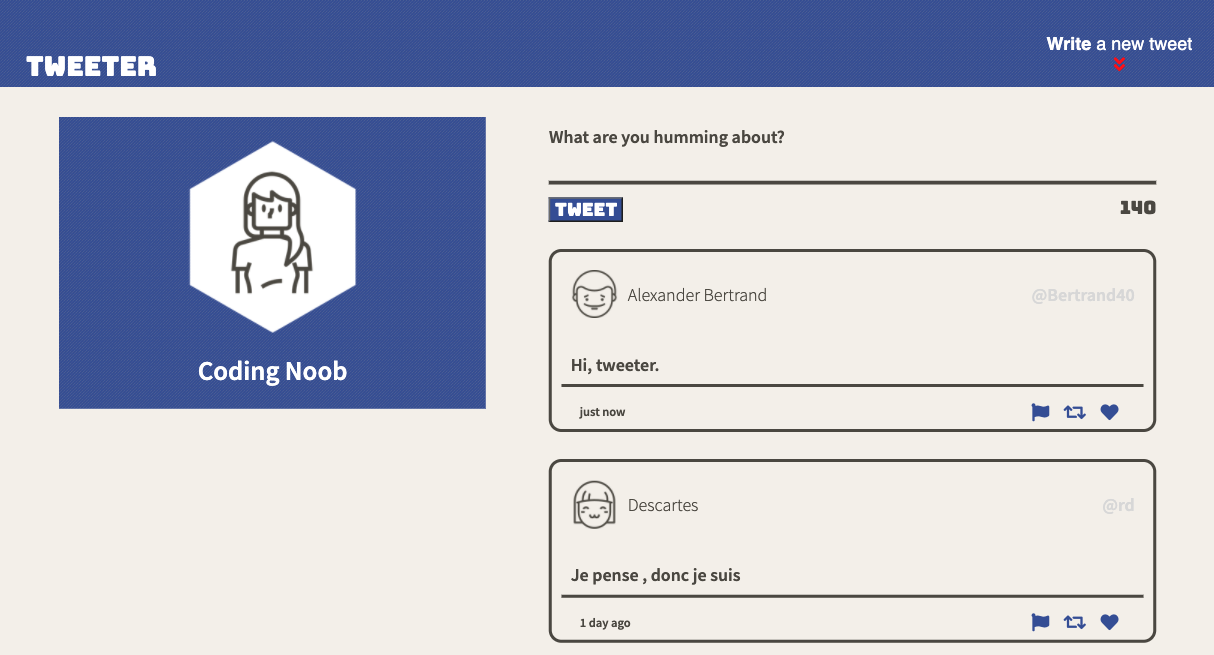 TWEETER
Write a new tweet
Coding Noob
What are you humming about?
TWEET
140
Alexander Bertrand
@Bertrand40
Hi, tweeter.
just now
Descartes
@rd
Je pense , donc je suis
1 day ago